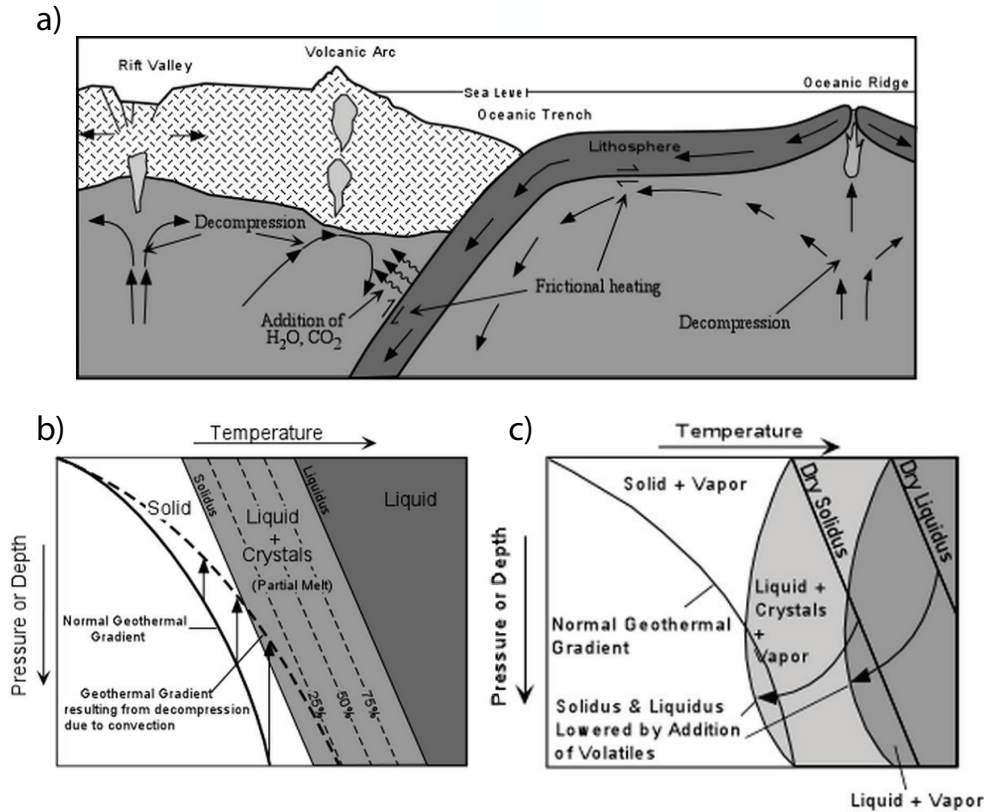 a)
Rift Valley
Volcanic Arc
Sea Level
Oceanic Trench
Oceanic Ridge
Lithosphere
Decompression
Addition of
H2O, CO2
Frictional heating
Decompression
b)
Temperature
Pressure or Depth
Solid
Solidus
Liquid
+
Crystals
(Partial Melt)
Liquidus
Liquid
Normal Geothermal
Gradient
Geothermal Gradient
resulting from decompression
due to convection
25%
50%
75%
c)
Temperature
Pressure or Depth
Solid + Vapor
Dry Solidus
Dry Liquidus
Normal Geothermal
Gradient
Liquid +
Crystals
+
Vapor
Solidus & Liquidus
Lowered by Addition
of Volatiles
Liquid + Vapor